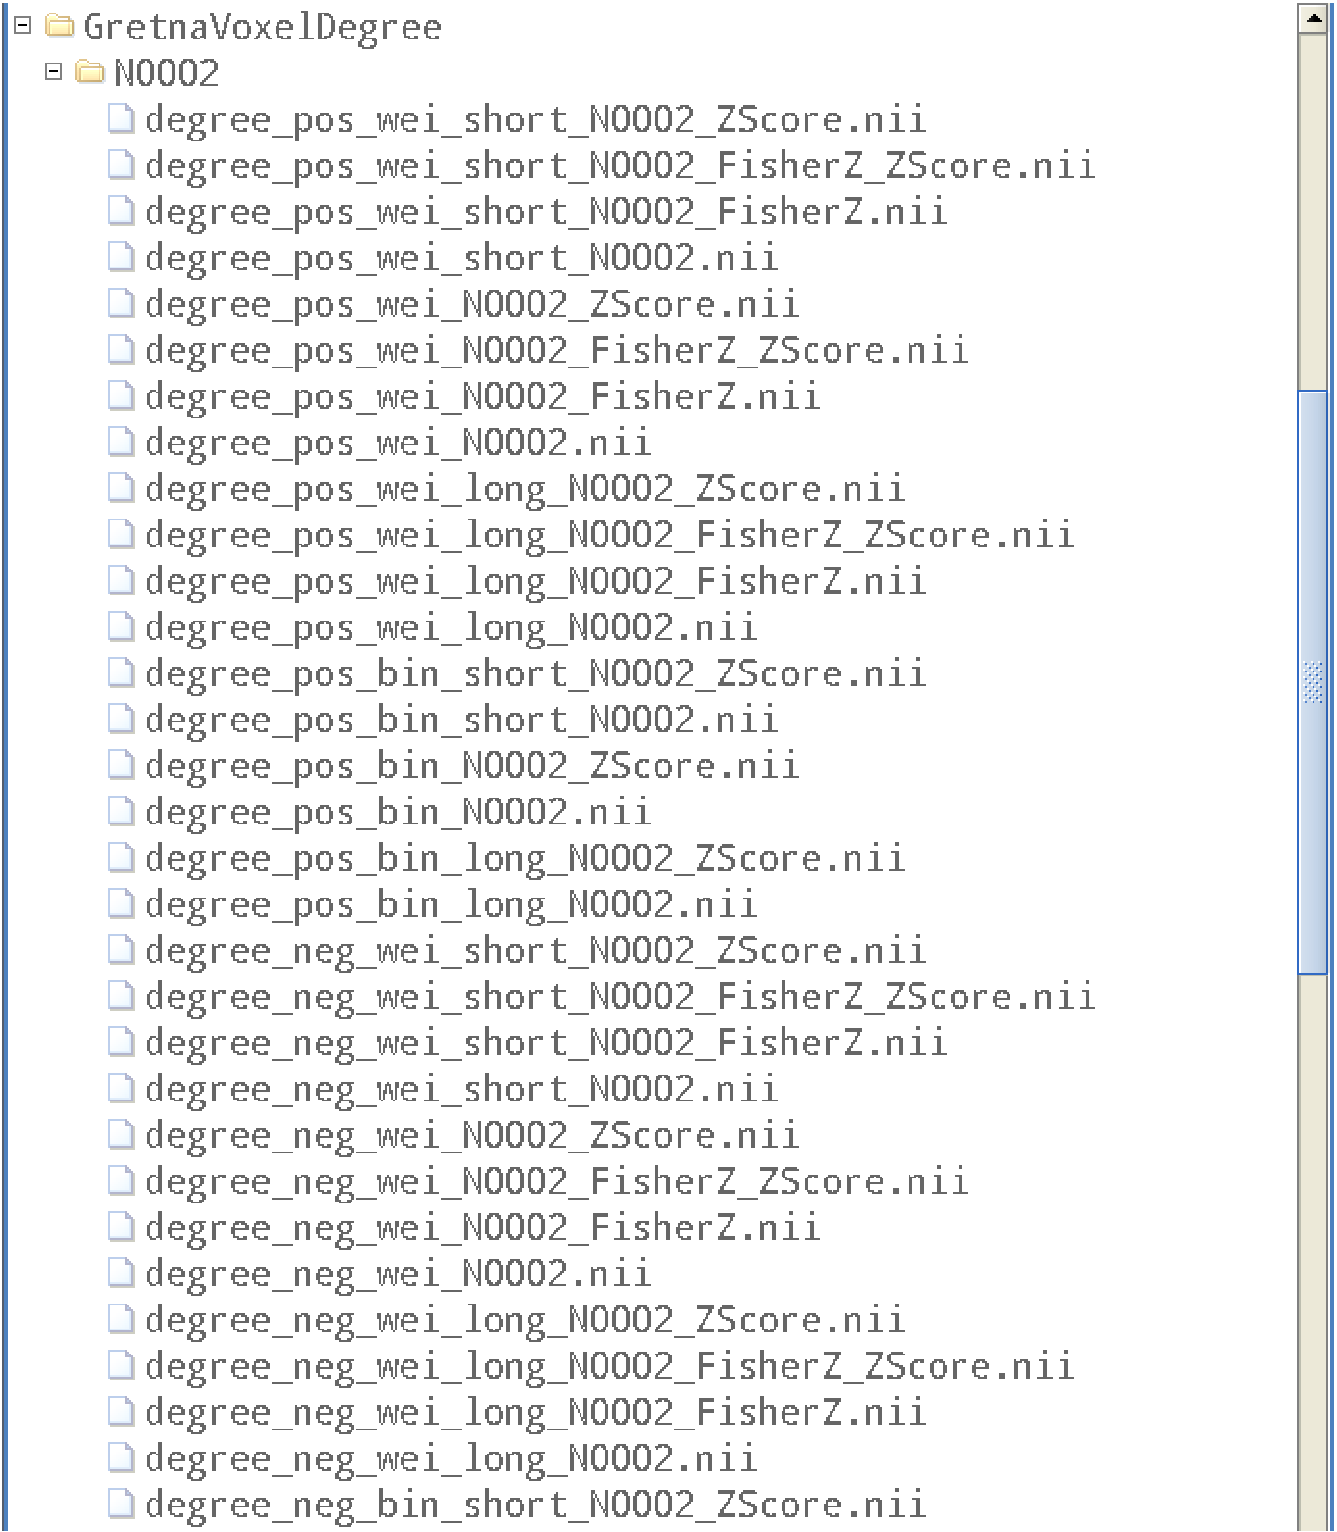 GretnaVoxelDegree
N0002
degree_pos_wei_short_N0002_ZScore.nii
degree_pos_wei_short_N0002_FisherZ_ZScore.nii
degree_pos_wei_short_N0002_FisherZ.nii
degree_pos_wei_short_N0002.nii
degree_pos_wei_N0002_ZScore.nii
degree_pos_wei_N0002_FisherZ_ZScore.nii
degree_pos_wei_N0002_FisherZ.nii
degree_pos_wei_N0002.nii
degree_pos_wei_long_N0002_ZScore.nii
degree_pos_wei_long_N0002_FisherZ_ZScore.nii
degree_pos_wei_long_N0002_FisherZ.nii
degree_pos_wei_long_N0002.nii
degree_pos_bin_short_N0002_ZScore.nii
degree_pos_bin_short_N0002.nii
degree_pos_bin_N0002_ZScore.nii
degree_pos_bin_N0002.nii
degree_pos_bin_long_N0002_ZScore.nii
degree_pos_bin_long_N0002.nii
degree_neg_wei_short_N0002_ZScore.nii
degree_neg_wei_short_N0002_FisherZ_ZScore.nii
degree_neg_wei_short_N0002_FisherZ.nii
degree_neg_wei_short_N0002.nii
degree_neg_wei_N0002_ZScore.nii
degree_neg_wei_N0002_FisherZ_ZScore.nii
degree_neg_wei_N0002_FisherZ.nii
degree_neg_wei_N0002.nii
degree_neg_wei_long_N0002_ZScore.nii
degree_neg_wei_long_N0002_FisherZ_ZScore.nii
degree_neg_wei_long_N0002_FisherZ.nii
degree_neg_wei_long_N0002.nii
degree_neg_bin_short_N0002_ZScore.nii